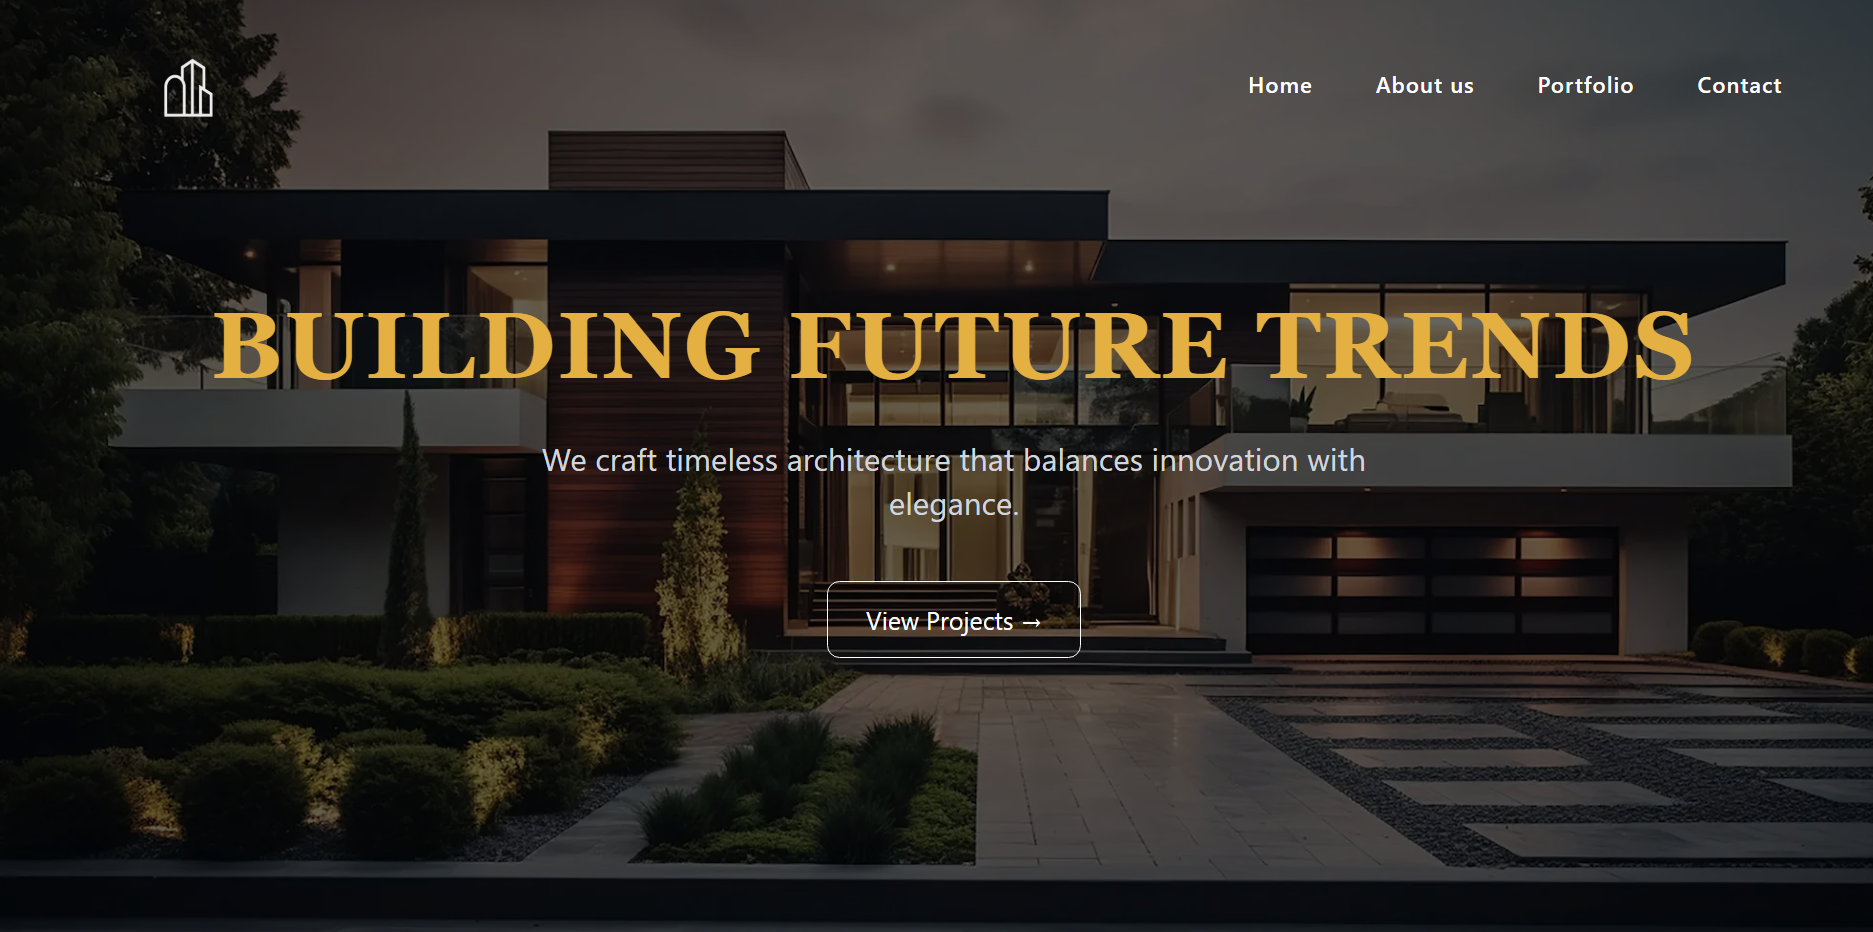 Home About us Portfolio Contact
BUILDING FUTURE TRENDS
We craft timeless architecture that balances innovation with
elegance.
View Projects →